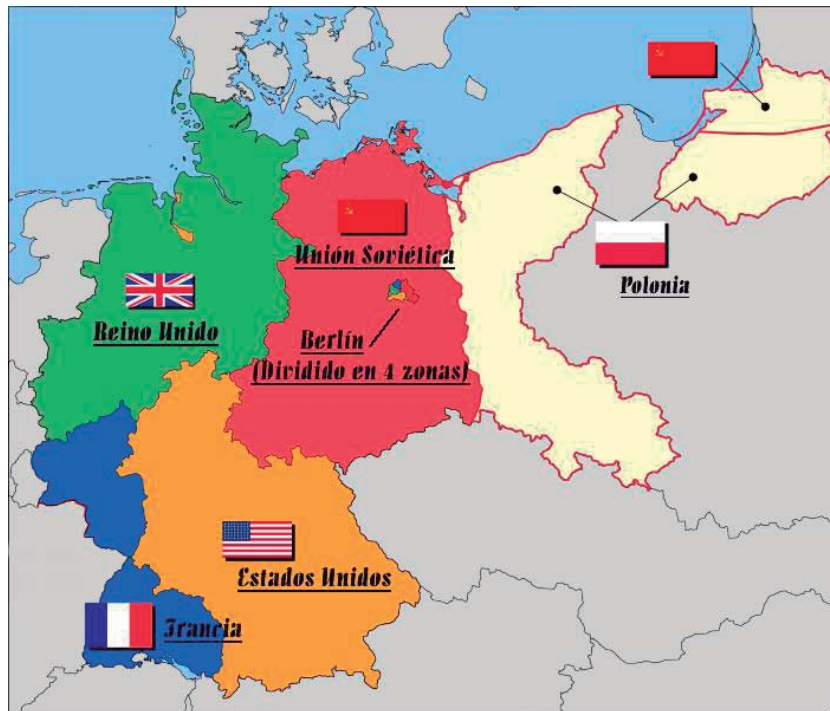 Unión Soviética
Polonia
Reino Unido
Berlín
(Dividido en 4 zonas)
Estados Unidos
Francia